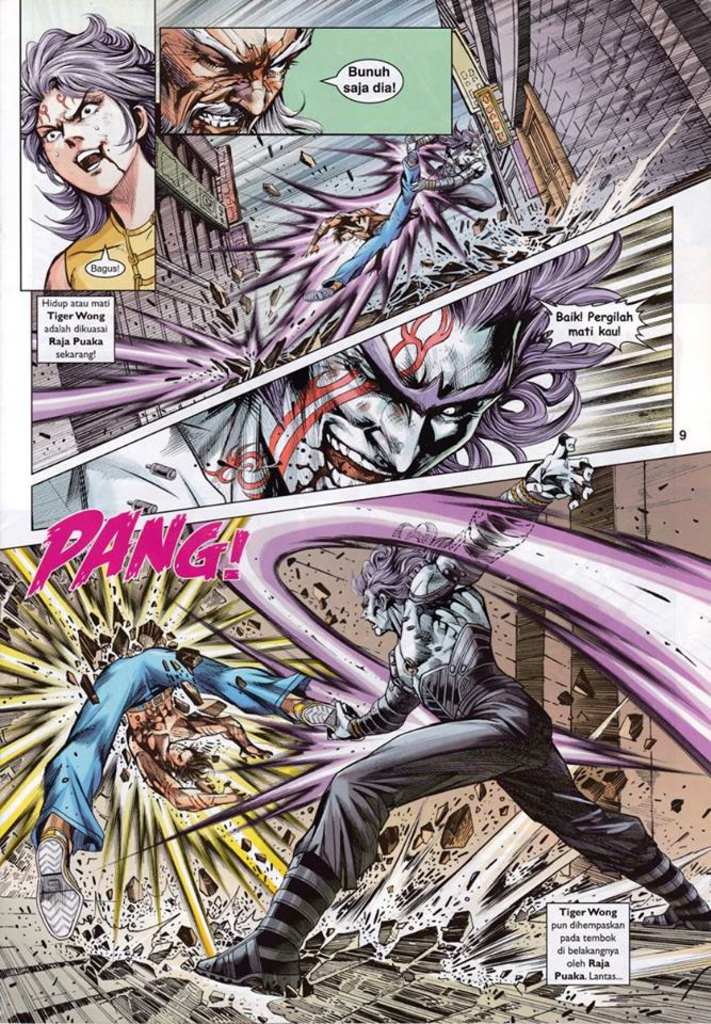 Bunuh
saja dia!
Bagus!
Hidup atau mati
Tiger Wong
adalah dikuasai
Raja Puaka
sekarang!
Baik! Pergilah
mati kau!
9
PANG!
Tiger Wong
pun dihempaskan
pada tembok
di belakangnya
oleh Raja
Puaka. Lantas...